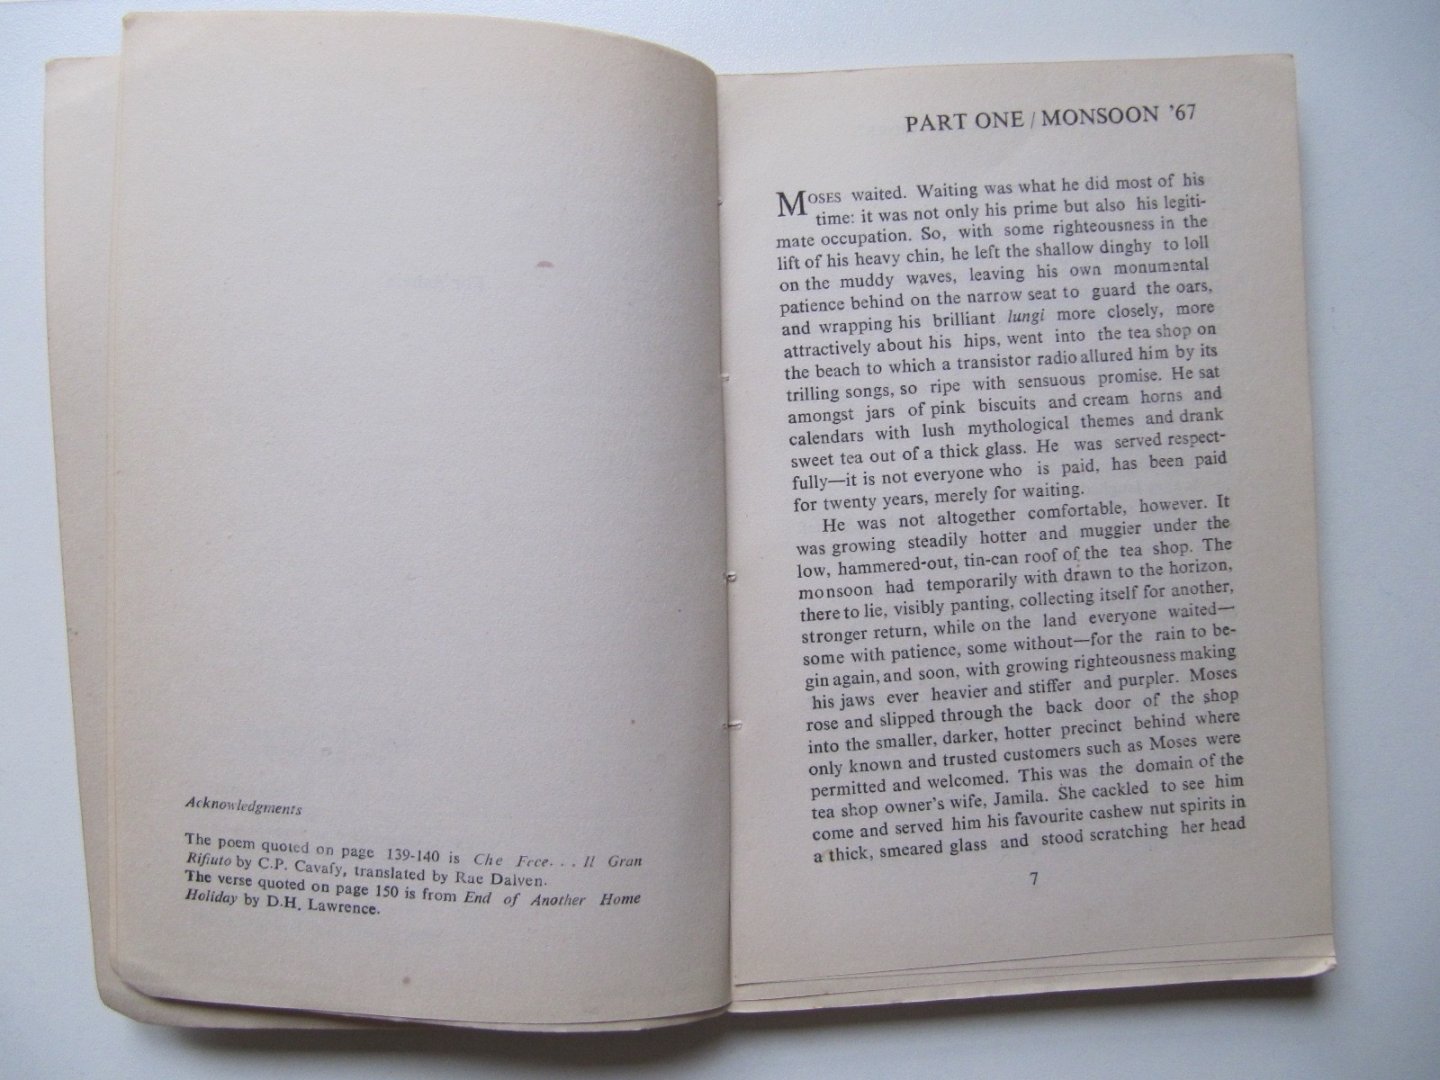 Acknowledgments
The poem quoted on page 139-140 is Che Fece. . . Il Gran
Rifiuto by C.P. Cavafy, translated by Rae Dalven.
The verse quoted on page 150 is from End of Another Home
Holiday by D.H. Lawrence.
PART ONE / MONSOON ’67
MOSES waited. Waiting was what he did most of his
time: it was not only his prime but also his legiti-
mate occupation. So, with some righteousness in the
lift of his heavy chin, he left the shallow dinghy to loll
on the muddy waves, leaving his own monumental
patience behind on the narrow seat to guard the oars,
and wrapping his brilliant lungi more closely, more
attractively about his hips, went into the tea shop on
the beach to which a transistor radio allured him by its
trilling songs, so ripe with sensuous promise. He sat
amongst jars of pink biscuits and cream horns and
calendars with lush mythological themes and drank
sweet tea out of a thick glass. He was served respect-
fully—it is not everyone who is paid, has been paid
for twenty years, merely for waiting.
He was not altogether comfortable, however. It
was growing steadily hotter and muggier under the
low, hammered-out, tin-can roof of the tea shop. The
monsoon had temporarily with drawn to the horizon,
there to lie, visibly panting, collecting itself for another,
stronger return, while on the land everyone waited—
some with patience, some without—for the rain to be-
gin again, and soon, with growing righteousness making
his jaws ever heavier and stiffer and purpler. Moses
rose and slipped through the back door of the shop
into the smaller, darker, hotter precinct behind where
only known and trusted customers such as Moses were
permitted and welcomed. This was the domain of the
tea shop owner’s wife, Jamila. She cackled to see him
come and served him his favourite cashew nut spirits in
a thick, smeared glass and stood scratching her head
7